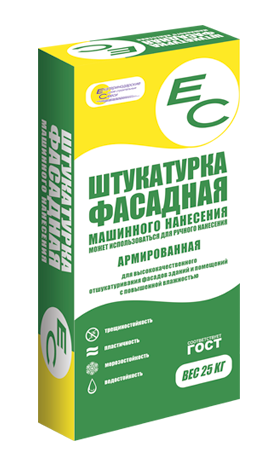 ЕС
ШТУКАТУРКА
ФАСАДНАЯ
МАШИННОГО НАНЕСЕНИЯ
МОЖЕТ ИСПОЛЬЗОВАТЬСЯ ДЛЯ РУЧНОГО НАНЕСЕНИЯ
АРМИРОВАННАЯ
для высококачественного
оштукатуривания фасадов зданий и помещений
с повышенной влажностью
трещиностойкость
пластичность
морозостойкость
водостойкость
СООТВЕТСТВУЕТ
ГОСТ
ВЕС 25 КГ
ШТУКАТУРКА
ФАСАДНАЯ
МАШИННОГО НАНЕСЕНИЯ
ЕС